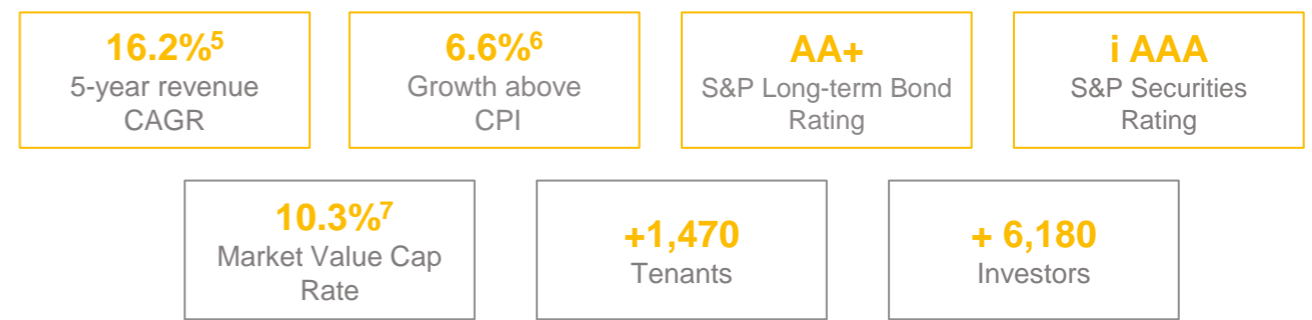 16.2%⁵
5-year revenue
CAGR
6.6%⁶
Growth above
CPI
AA+
S&P Long-term Bond
Rating
i AAA
S&P Securities
Rating
10.3%⁷
Market Value Cap
Rate
+1,470
Tenants
+ 6,180
Investors